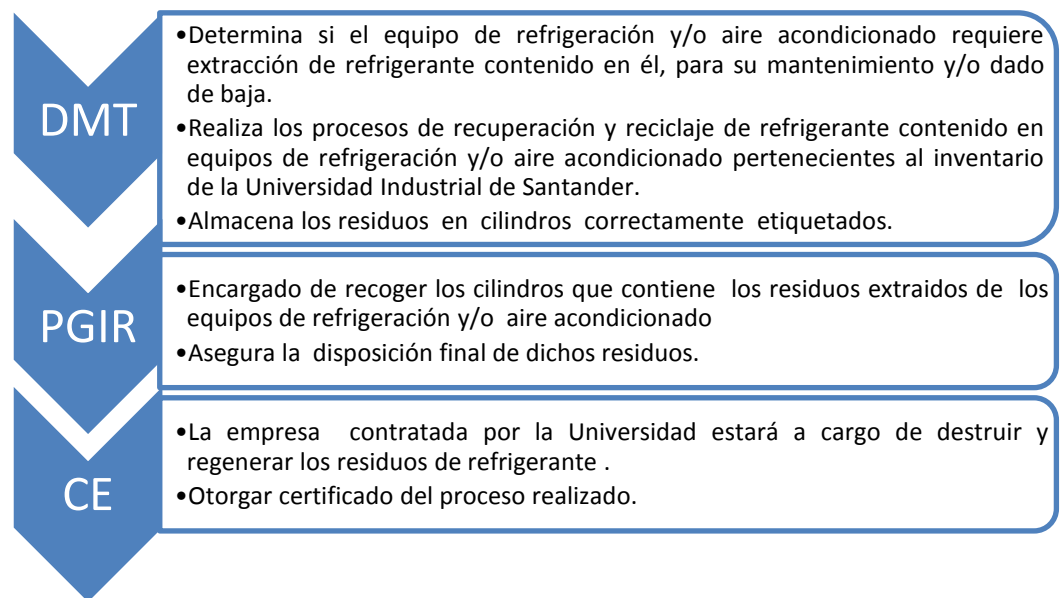 DMT
•Determina si el equipo de refrigeración y/o aire acondicionado requiere
extracción de refrigerante contenido en él, para su mantenimiento y/o dado
de baja.
•Realiza los procesos de recuperación y reciclaje de refrigerante contenido en
equipos de refrigeración y/o aire acondicionado pertenecientes al inventario
de la Universidad Industrial de Santander.
•Almacena los residuos en cilindros correctamente etiquetados.
PGIR
•Encargado de recoger los cilindros que contiene los residuos extraidos de los
equipos de refrigeración y/o aire acondicionado
•Asegura la disposición final de dichos residuos.
CE
•La empresa contratada por la Universidad estará a cargo de destruir y
regenerar los residuos de refrigerante .
•Otorgar certificado del proceso realizado.